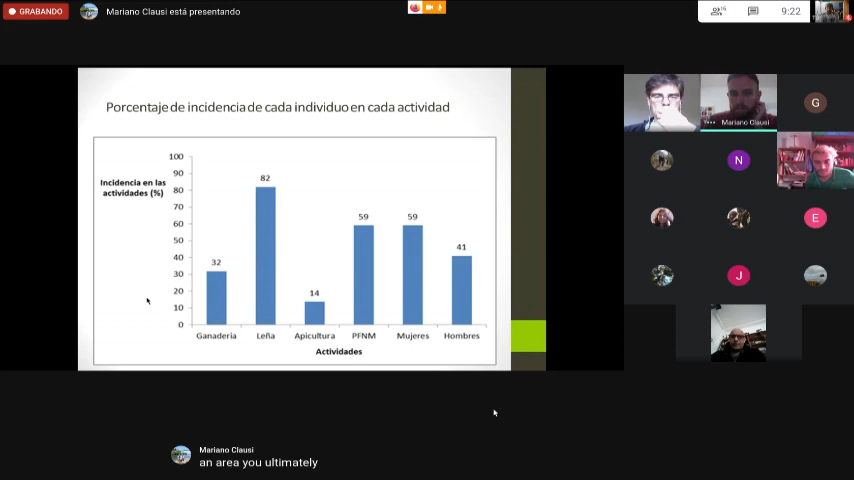 GRABANDO
Mariano Clausi está presentando
15
9:22
Porcentaje de incidencia de cada individuo en cada actividad
Incidencia en las
actividades (%)
100
90
80
70
60
50
40
30
20
10
0
32
82
14
59
59
41
Ganaderia
Leña
Apicultura
PFNM
Mujeres
Hombres
Actividades
Mariano Clausi
G
N
E
J
Mariano Clausi
an area you ultimately